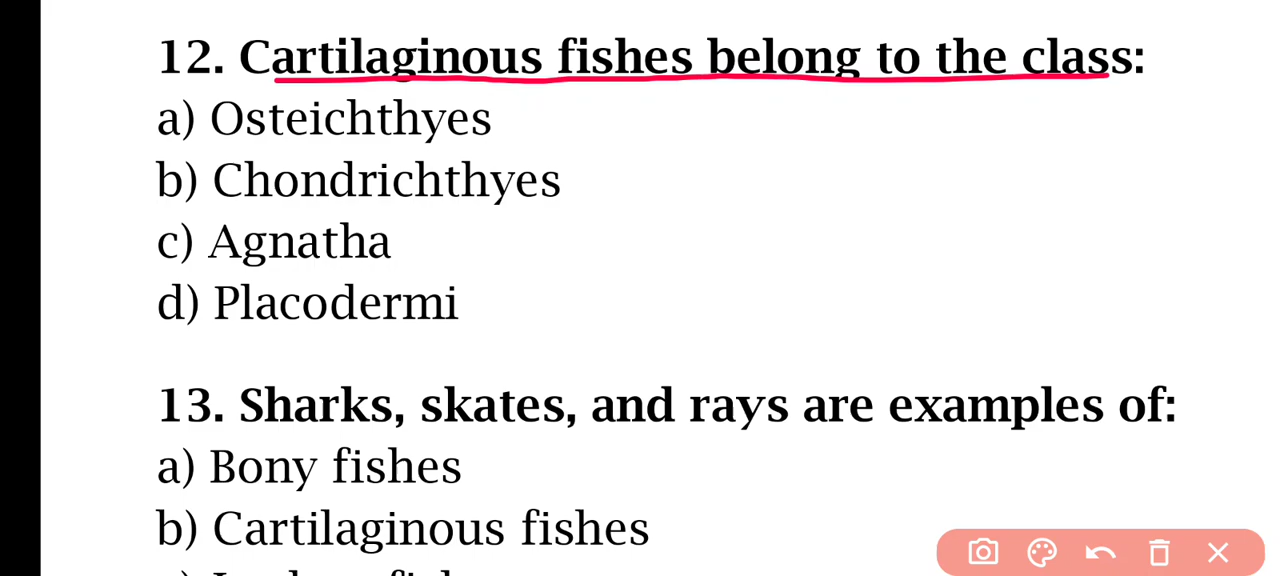 12. Cartilaginous fishes belong to the class:
a) Osteichthyes
b) Chondrichthyes
c) Agnatha
d) Placodermi
13. Sharks, skates, and rays are examples of:
a) Bony fishes
b) Cartilaginous fishes